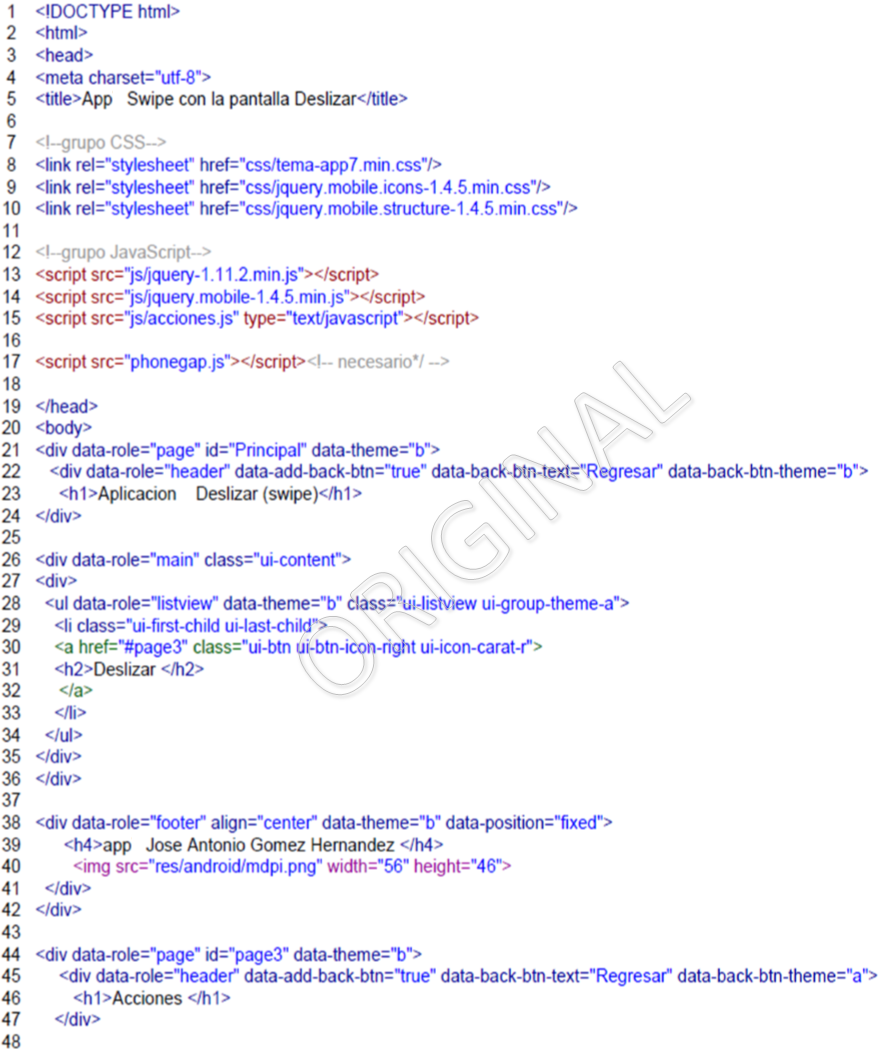 1 <!DOCTYPE html>
2 <html>
3 <head>
4 <meta charset="utf-8">
5 <title>App Swipe con la pantalla Deslizar</title>
6
7 <!--grupo CSS-->
8 <link rel="stylesheet" href="css/tema-app7.min.css"/>
9 <link rel="stylesheet" href="css/jquery.mobile.icons-1.4.5.min.css"/>
10 <link rel="stylesheet" href="css/jquery.mobile.structure-1.4.5.min.css"/>
11
12 <!--grupo JavaScript-->
13 <script src="js/jquery-1.11.2.min.js"></script>
14 <script src="js/jquery.mobile-1.4.5.min.js"></script>
15 <script src="js/acciones.js" type="text/javascript"></script>
16
17 <script src="phonegap.js"></script><!-- necesario*/ -->
18
19 </head>
20 <body>
21 <div data-role="page" id="Principal" data-theme="b">
22 <div data-role="header" data-add-back-btn="true" data-back-btn-text="Regresar" data-back-btn-theme="b">
23 <h1>Aplicacion Deslizar (swipe)</h1>
24 </div>
25
26 <div data-role="main" class="ui-content">
27 <div>
28 <ul data-role="listview" data-theme="b" class="ui-listview ui-group-theme-a">
29 <li class="ui-first-child ui-last-child">
30 <a href="#page3" class="ui-btn ui-btn-icon-right ui-icon-carat-r">
31 <h2>Deslizar </h2>
32 </a>
33 </li>
34 </ul>
35 </div>
36 </div>
37
38 <div data-role="footer" align="center" data-theme="b" data-position="fixed">
39 <h4>app Jose Antonio Gomez Hernandez </h4>
40 <img src="res/android/mdpi.png" width="56" height="46">
41 </div>
42 </div>
43
44 <div data-role="page" id="page3" data-theme="b">
45 <div data-role="header" data-add-back-btn="true" data-back-btn-text="Regresar" data-back-btn-theme="a">
46 <h1>Acciones </h1>
47 </div>
48
ORIGINAL